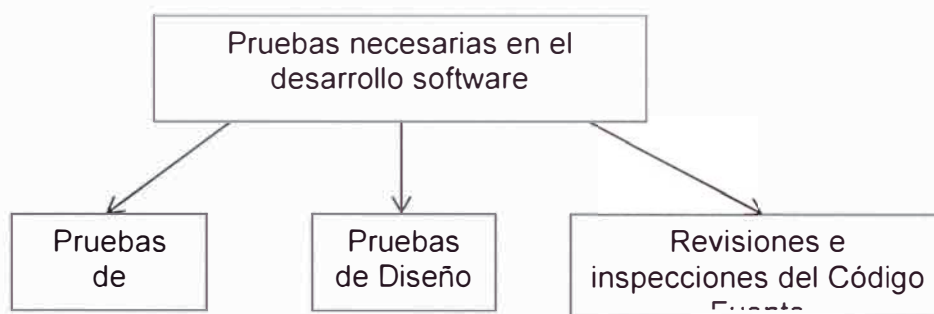 Pruebas necesarias en el
desarrollo software
Pruebas
de
Pruebas
de Diseño
Revisiones e
inspecciones del Código